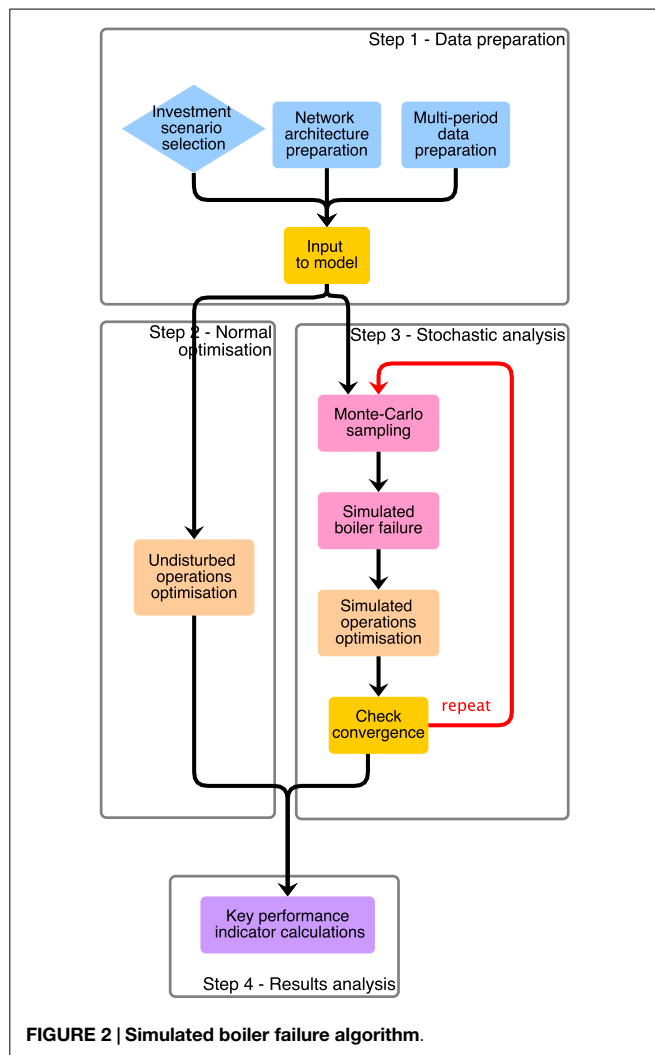 Step 1 - Data preparation
Investment
scenario
selection
Network
architecture
preparation
Multi-period
data
preparation
Input
to model
Step 2 - Normal
optimisation
Step 3 - Stochastic analysis
Monte-Carlo
sampling
Simulated
boiler failure
Undisturbed
operations
optimisation
Simulated
operations
optimisation
Check
convergence
repeat
Key performance
indicator calculations
Step 4 - Results analysis
FIGURE 2 | Simulated boiler failure algorithm.